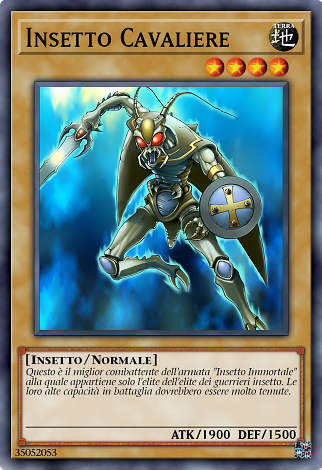 INSETTO CAVALIERE
TERRA
地
[INSETTO/NORMALE]
Questo è il miglior combattente dell'armata "Insetto Immortale"
alla quale appartiene solo l'elite dell'elite dei guerrieri insetto. Le
loro alte capacità in battaglia dovrebbero essere molto temute.
ATK/1900 DEF/1500
35052053